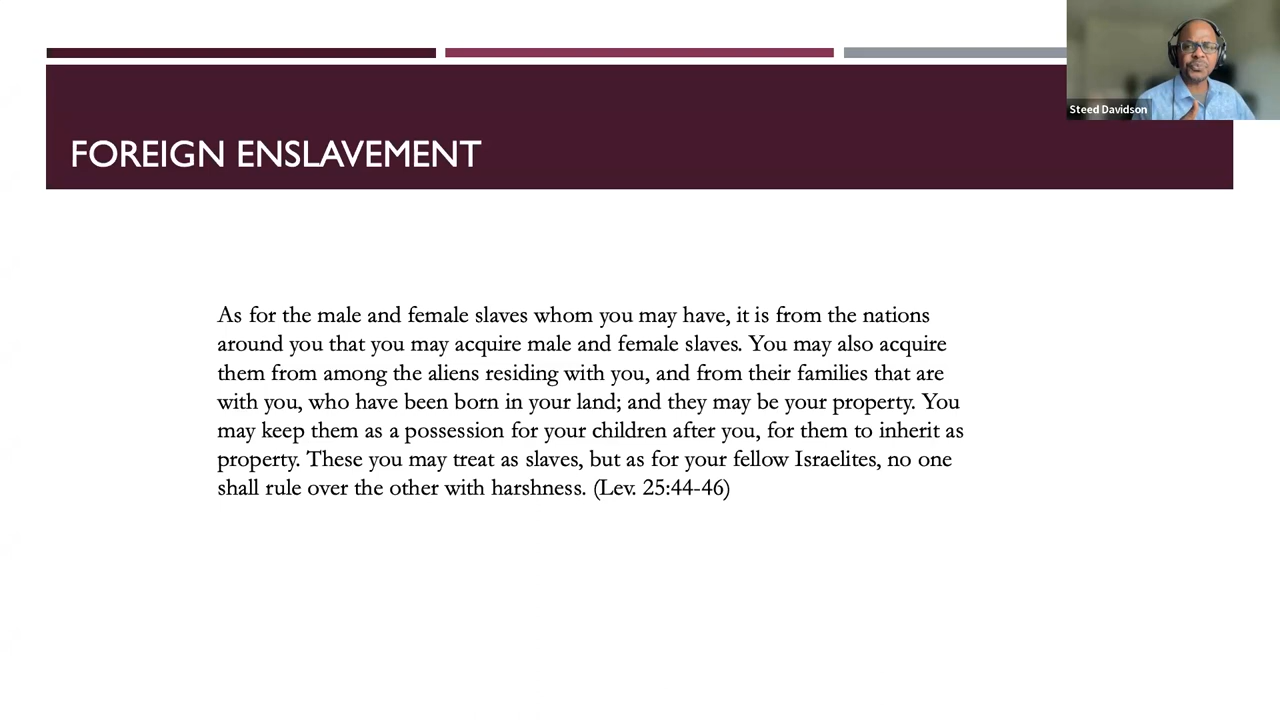 Steed Davidson
FOREIGN ENSLAVEMENT
As for the male and female slaves whom you may have, it is from the nations
around you that you may acquire male and female slaves. You may also acquire
them from among the aliens residing with you, and from their families that are
with you, who have been born in your land; and they may be your property. You
may keep them as a possession for your children after you, for them to inherit as
property. These you may treat as slaves, but as for your fellow Israelites, no one
shall rule over the other with harshness. (Lev. 25:44-46)